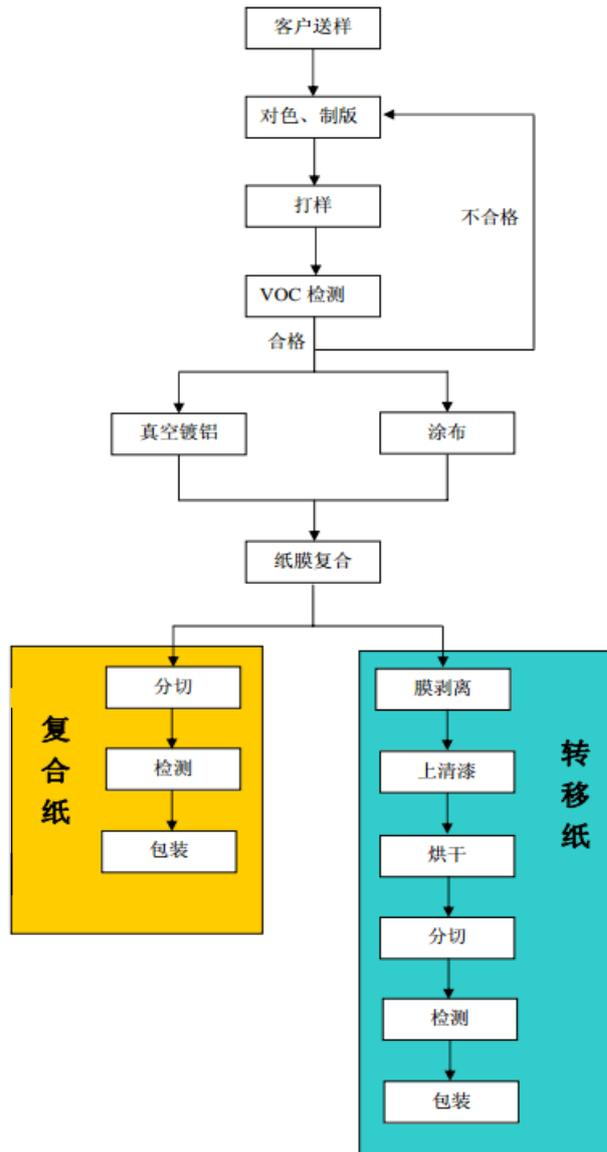 客户送样
对色、制版
打样
不合格
VOC 检测
合格
真空镀铝
涂布
纸膜复合
复合纸
分切
检测
包装
转移纸
膜剥离
上清漆
烘干
分切
检测
包装